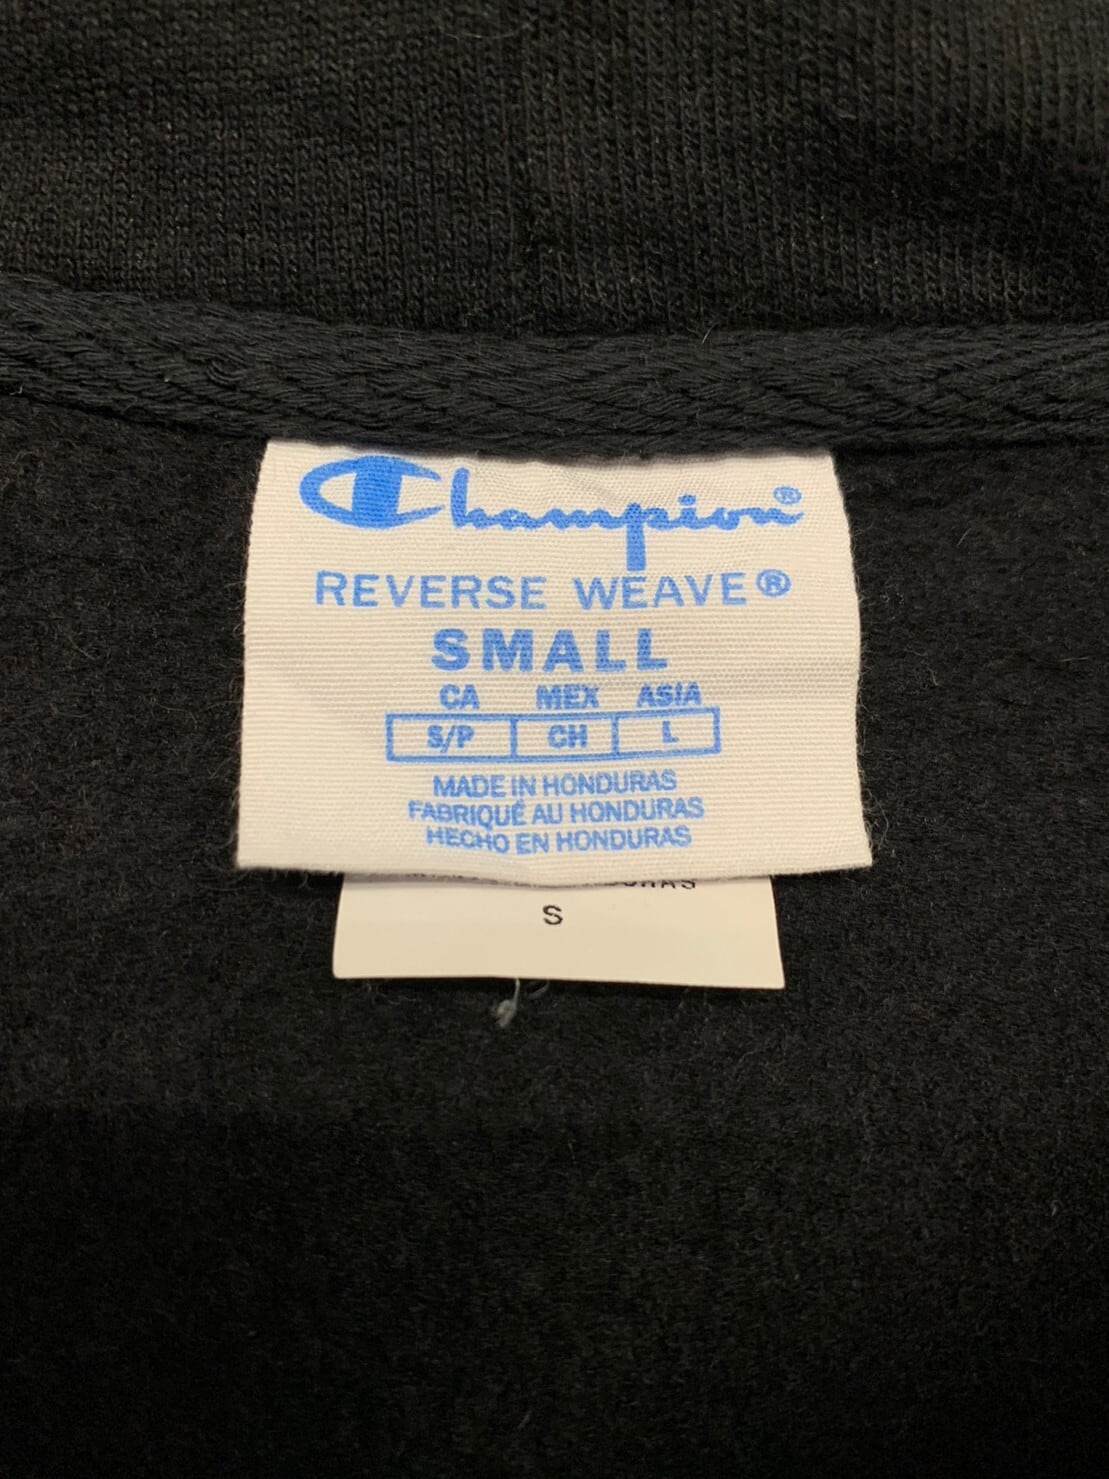 Champion®
REVERSE WEAVE®
SMALL
CA MEX ASIA
S/P CH L
MADE IN HONDURAS
FABRIQUÉ AU HONDURAS
HECHO EN HONDURAS
S